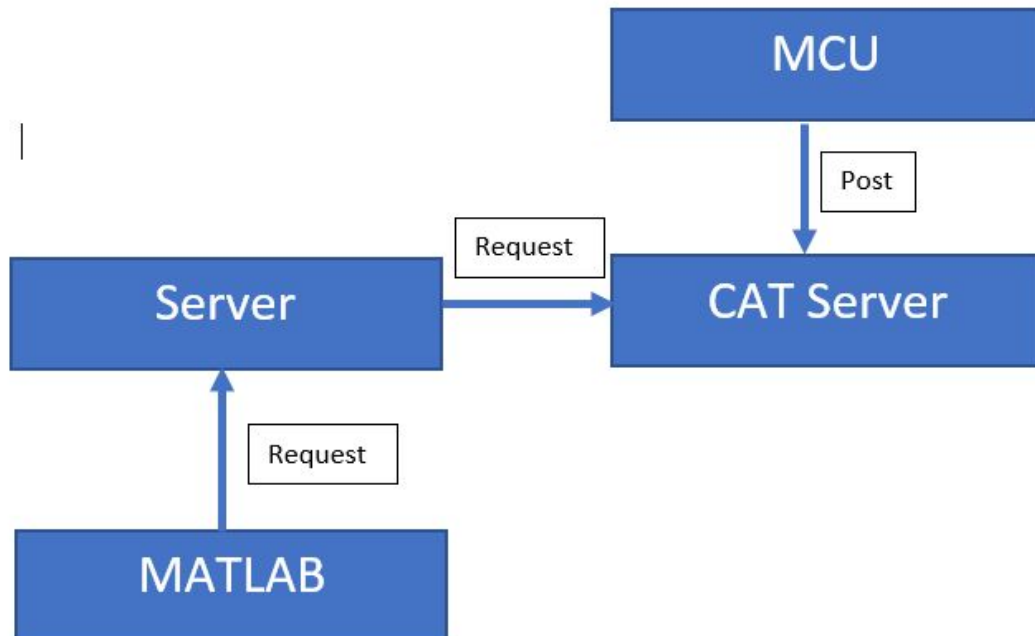 MCU
Post
Request
Server
CAT Server
Request
MATLAB